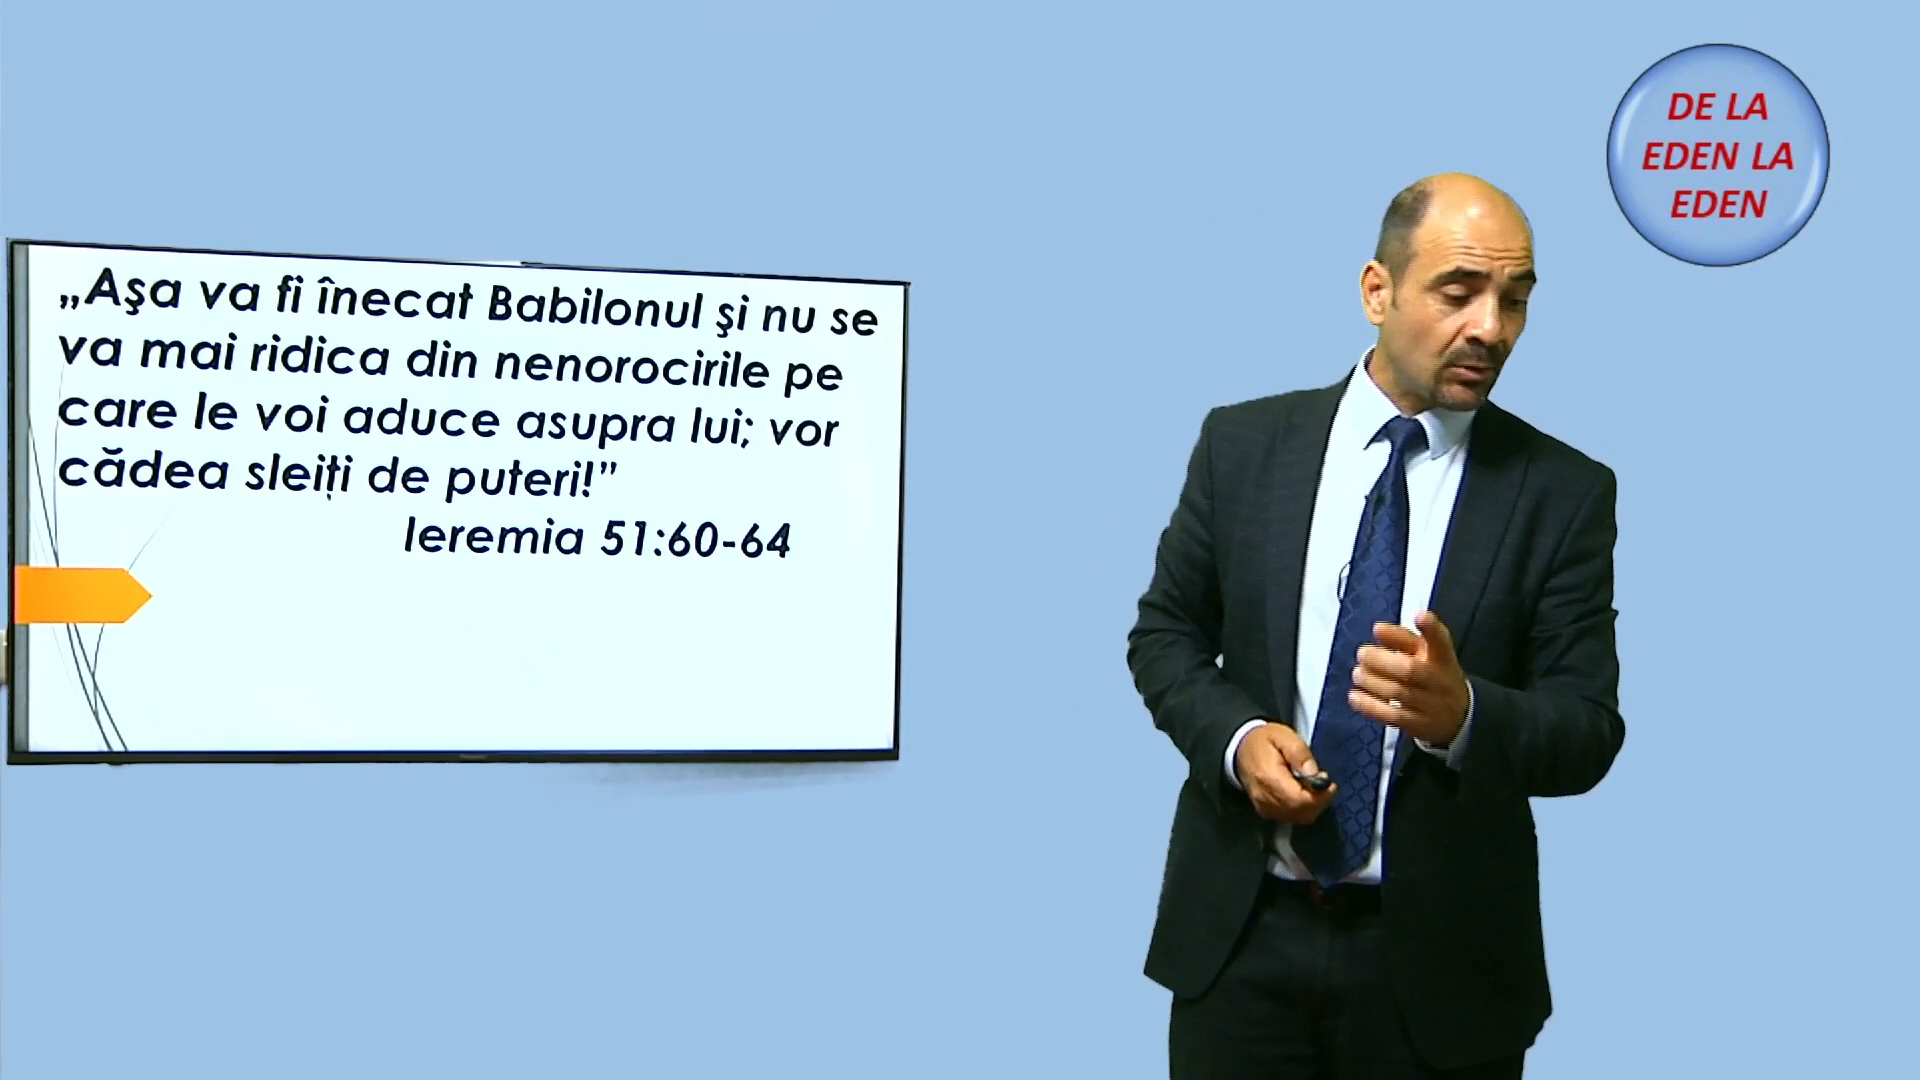 „Aşa va fi înecat Babilonul şi nu se
va mai ridica din nenorocirile pe
care le voi aduce asupra lui; vor
cădea sleiți de puteri!”
Ieremia 51:60-64
DE LA
EDEN LA
EDEN